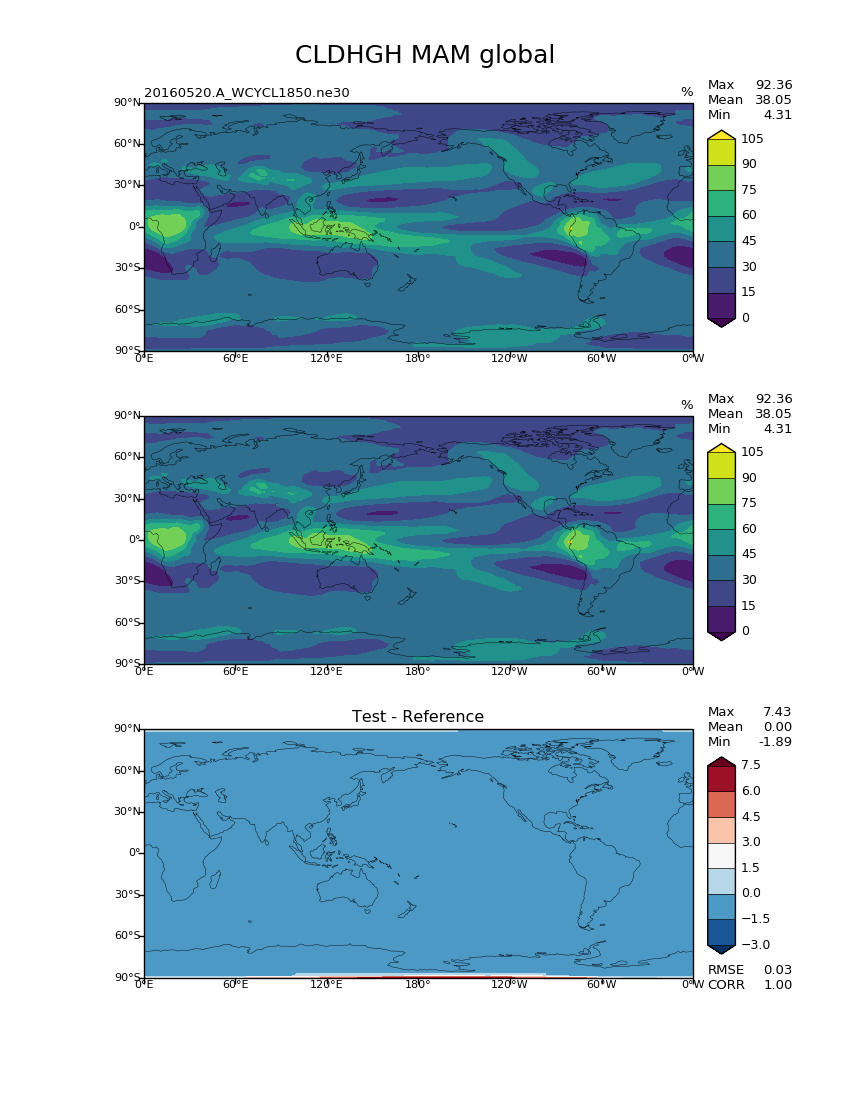 CLDHGH MAM global
20160520.A_WCYCL1850.ne30
%
Max 92.36
Mean 38.05
Min 4.31
90°N
60°N
30°N
0°
30°S
60°S
90°S
0°E 60°E 120°E 180° 120°W 60°W 0°W
105
90
75
60
45
30
15
0
%
Max 92.36
Mean 38.05
Min 4.31
90°N
60°N
30°N
0°
30°S
60°S
90°S
0°E 60°E 120°E 180° 120°W 60°W 0°W
105
90
75
60
45
30
15
0
Test - Reference
Max 7.43
Mean 0.00
Min -1.89
90°N
60°N
30°N
0°
30°S
60°S
90°S
0°E 60°E 120°E 180° 120°W 60°W 0°W
7.5
6.0
4.5
3.0
1.5
0.0
−1.5
−3.0
RMSE 0.03
CORR 1.00